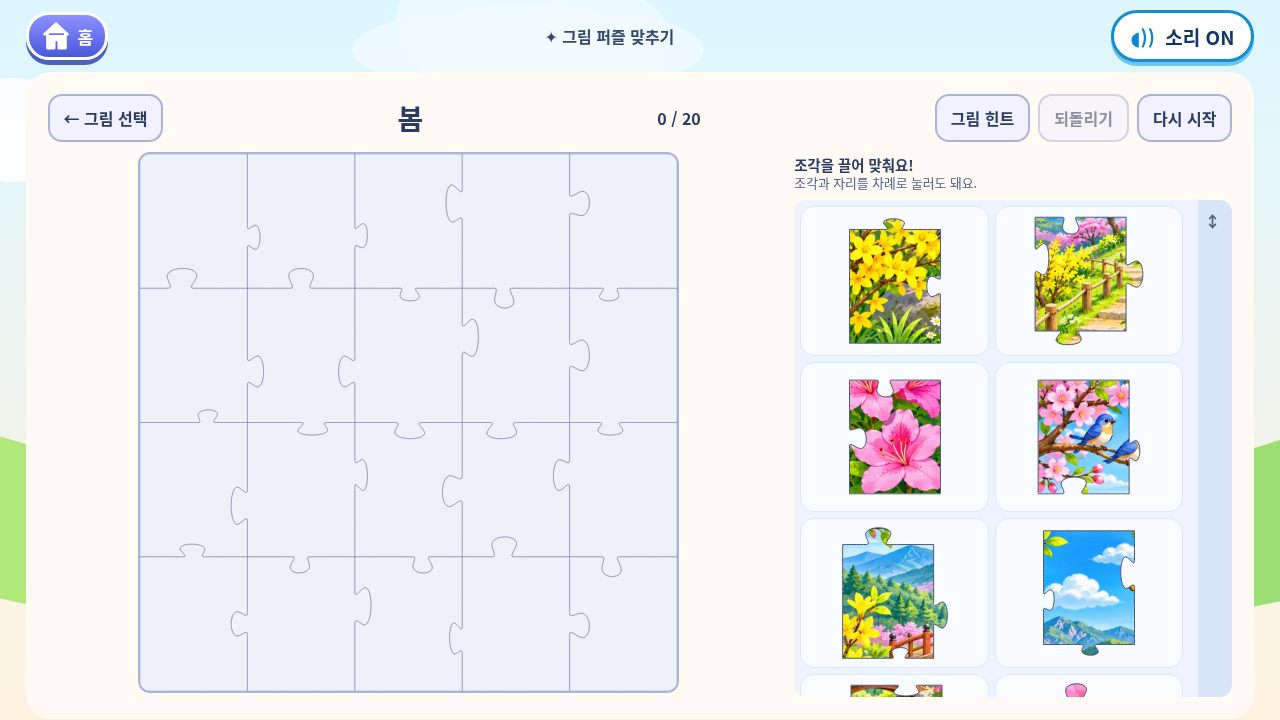 홈
✦ 그림 퍼즐 맞추기
소리 ON
← 그림 선택
봄
0 / 20
그림 힌트
되돌리기
다시 시작
조각을 끌어 맞춰요!
조각과 자리를 차례로 눌러도 돼요.